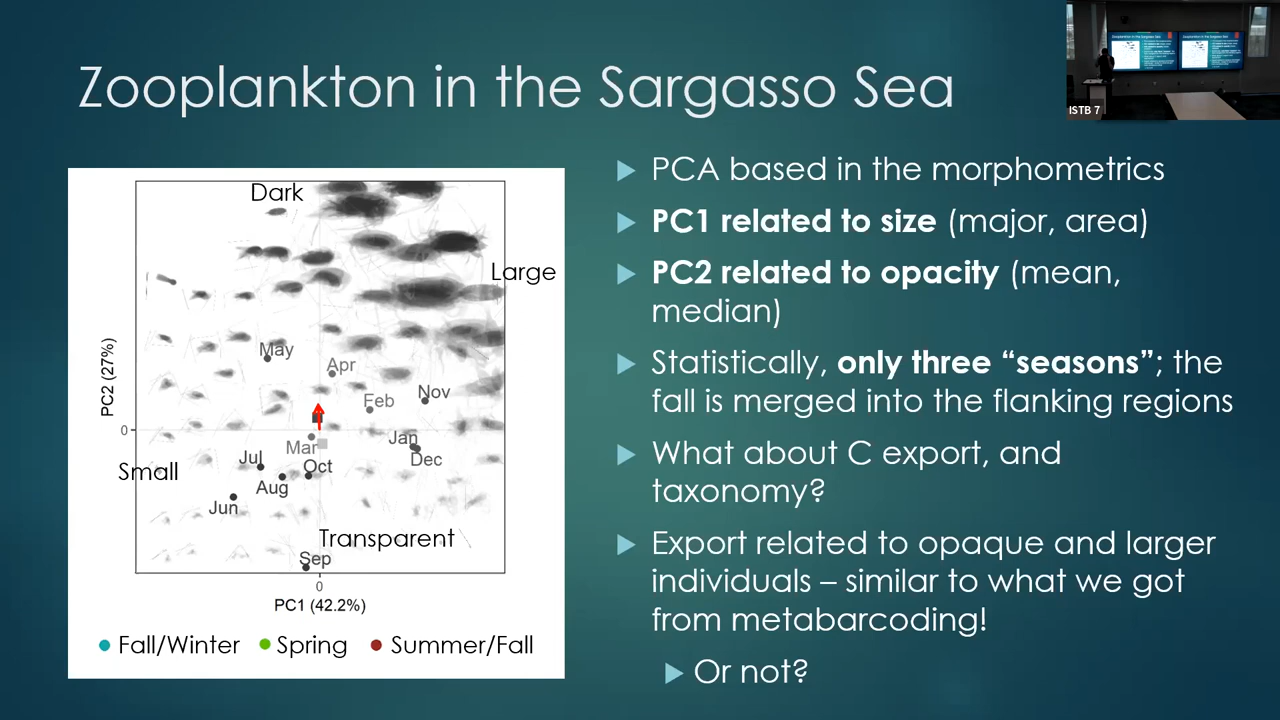 Zooplankton in the Sargasso Sea
ISTB 7
Dark
Large
May
Apr
Nov
Feb
PC2 (27%)
0
Mar
Jan
Dec
Small
Jul
Oct
Aug
Jun
Transparent
Sep
0
PC1 (42.2%)
Fall/Winter
Spring
Summer/Fall
PCA based in the morphometrics
PC1 related to size (major, area)
PC2 related to opacity (mean,
median)
Statistically, only three “seasons”; the
fall is merged into the flanking regions
What about C export, and
taxonomy?
Export related to opaque and larger
individuals – similar to what we got
from metabarcoding!
Or not?